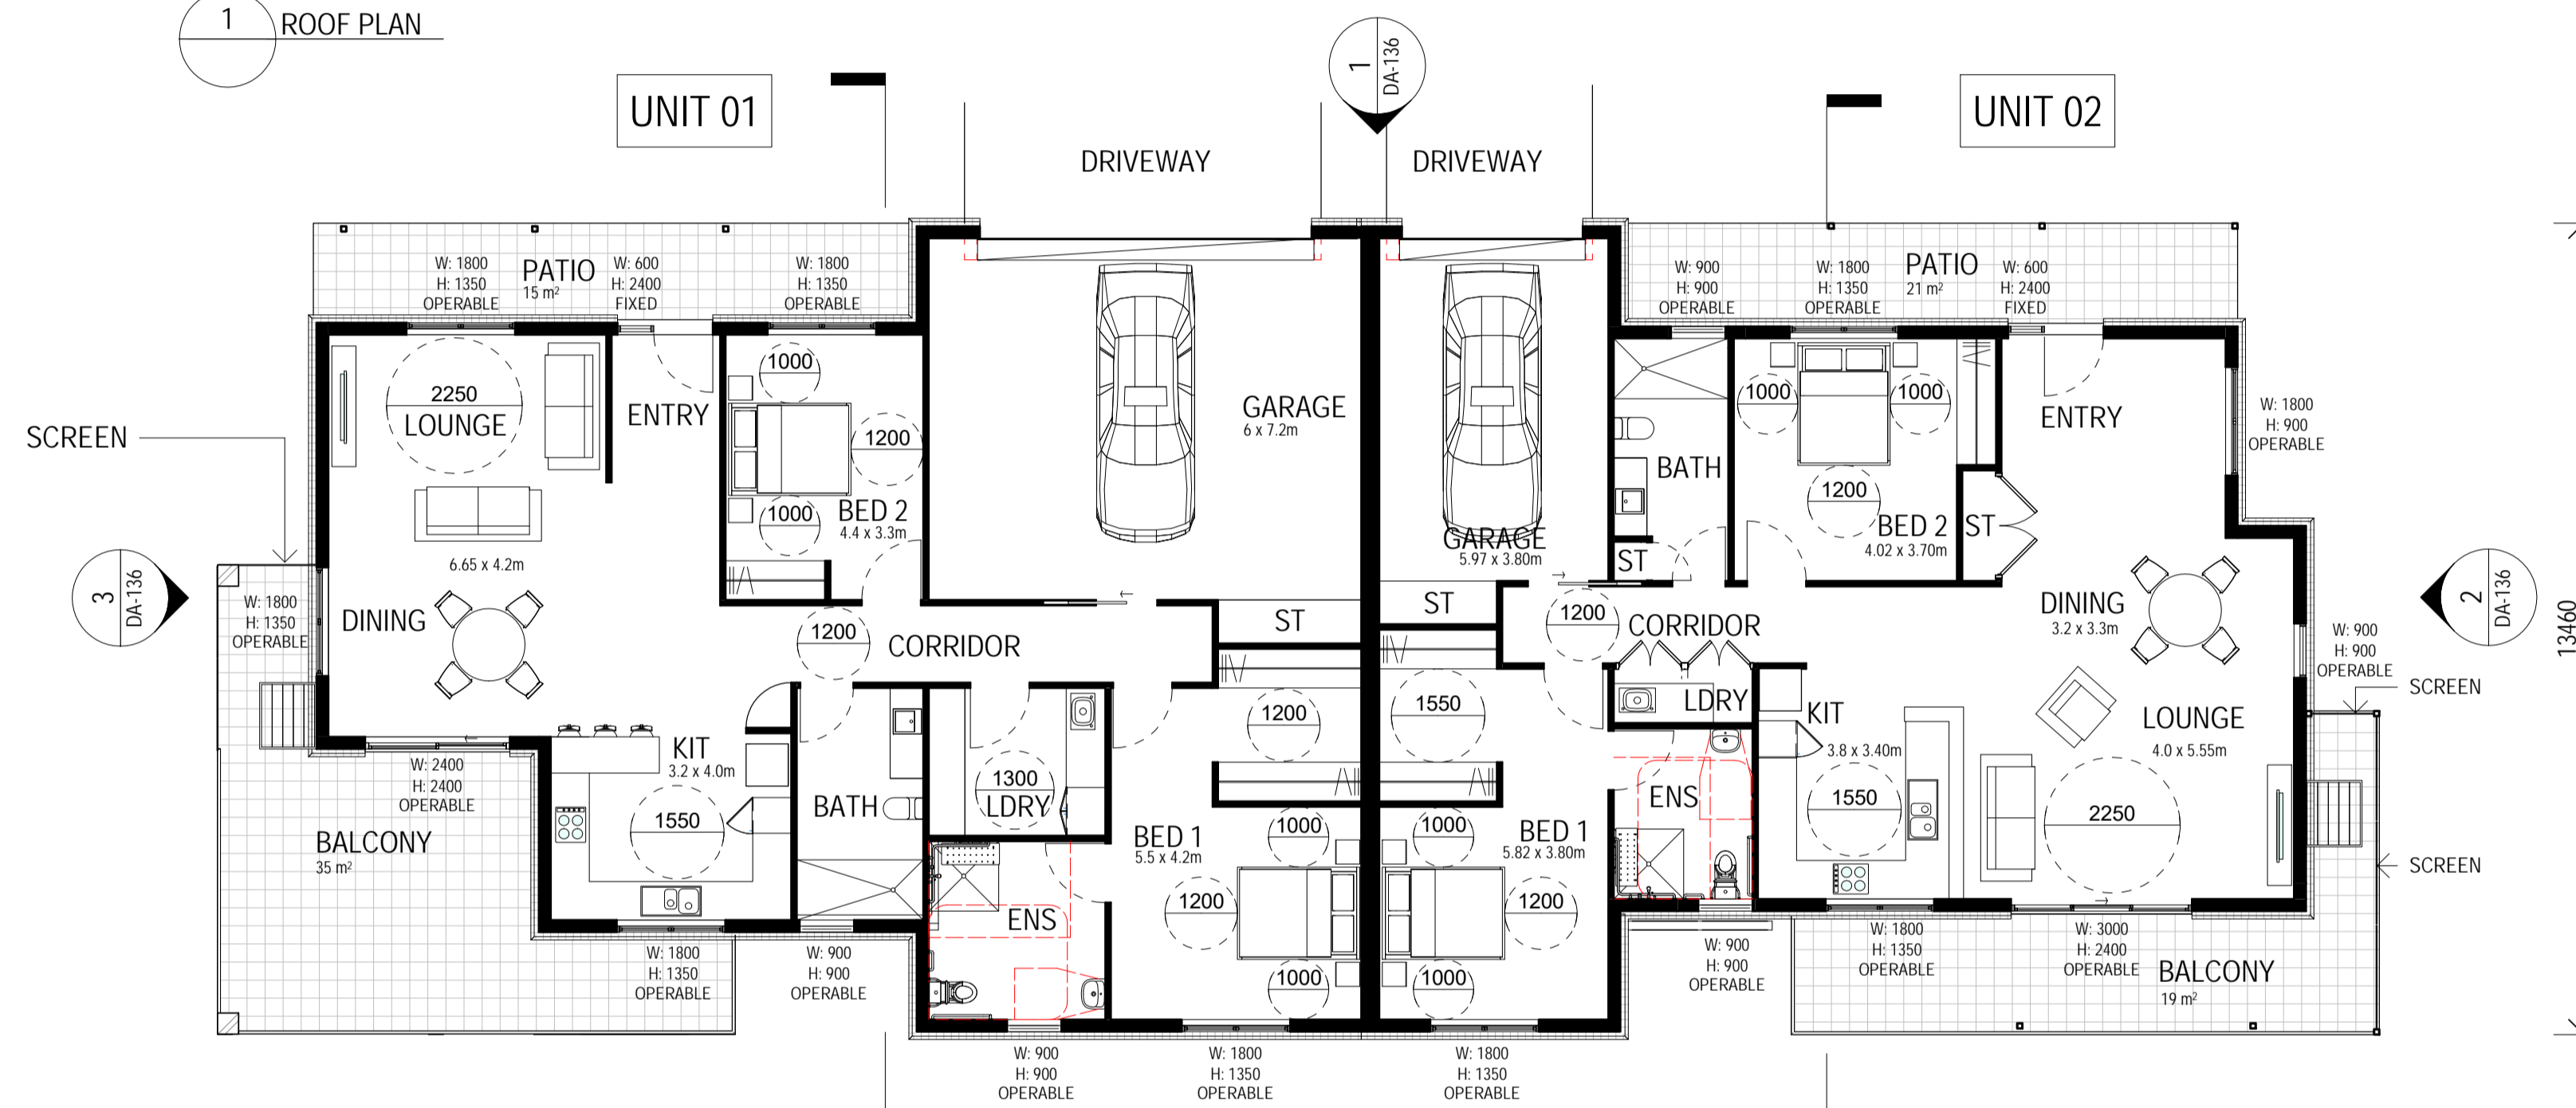 1
ROOF PLAN
UNIT 01
1
DA-136
UNIT 02
DRIVEWAY
DRIVEWAY
W: 1800
H: 1350
OPERABLE
PATIO
15 m²
W: 600
H: 2400
FIXED
W: 1800
H: 1350
OPERABLE
W: 900
H: 900
OPERABLE
W: 1800
H: 1350
OPERABLE
PATIO
21 m²
W: 600
H: 2400
FIXED
SCREEN
2250
LOUNGE
ENTRY
1000
1200
1000
BED 2
4.4 x 3.3m
GARAGE
6 x 7.2m
GARAGE
5.97 x 3.80m
BATH
ST
1000
1000
1200
BED 2
4.02 x 3.70m
ST
ENTRY
W: 1800
H: 900
OPERABLE
6.65 x 4.2m
3
DA-136
W: 1800
H: 1350
OPERABLE
DINING
1200
CORRIDOR
ST
ST
1200
CORRIDOR
DINING
3.2 x 3.3m
W: 900
H: 900
OPERABLE
2
DA-136
13460
SCREEN
W: 2400
H: 2400
OPERABLE
KIT
3.2 x 4.0m
1550
BATH
1300
LDRY
1200
1550
LDRY
KIT
3.8 x 3.40m
1550
LOUNGE
4.0 x 5.55m
2250
BALCONY
35 m²
BED 1
5.5 x 4.2m
1000
1200
1000
1000
BED 1
5.82 x 3.80m
1200
1000
ENS
ENS
SCREEN
W: 1800
H: 1350
OPERABLE
W: 900
H: 900
OPERABLE
W: 900
H: 900
OPERABLE
W: 1800
H: 1350
OPERABLE
W: 3000
H: 2400
OPERABLE
BALCONY
19 m²
W: 900
H: 900
OPERABLE
W: 1800
H: 1350
OPERABLE
W: 1800
H: 1350
OPERABLE